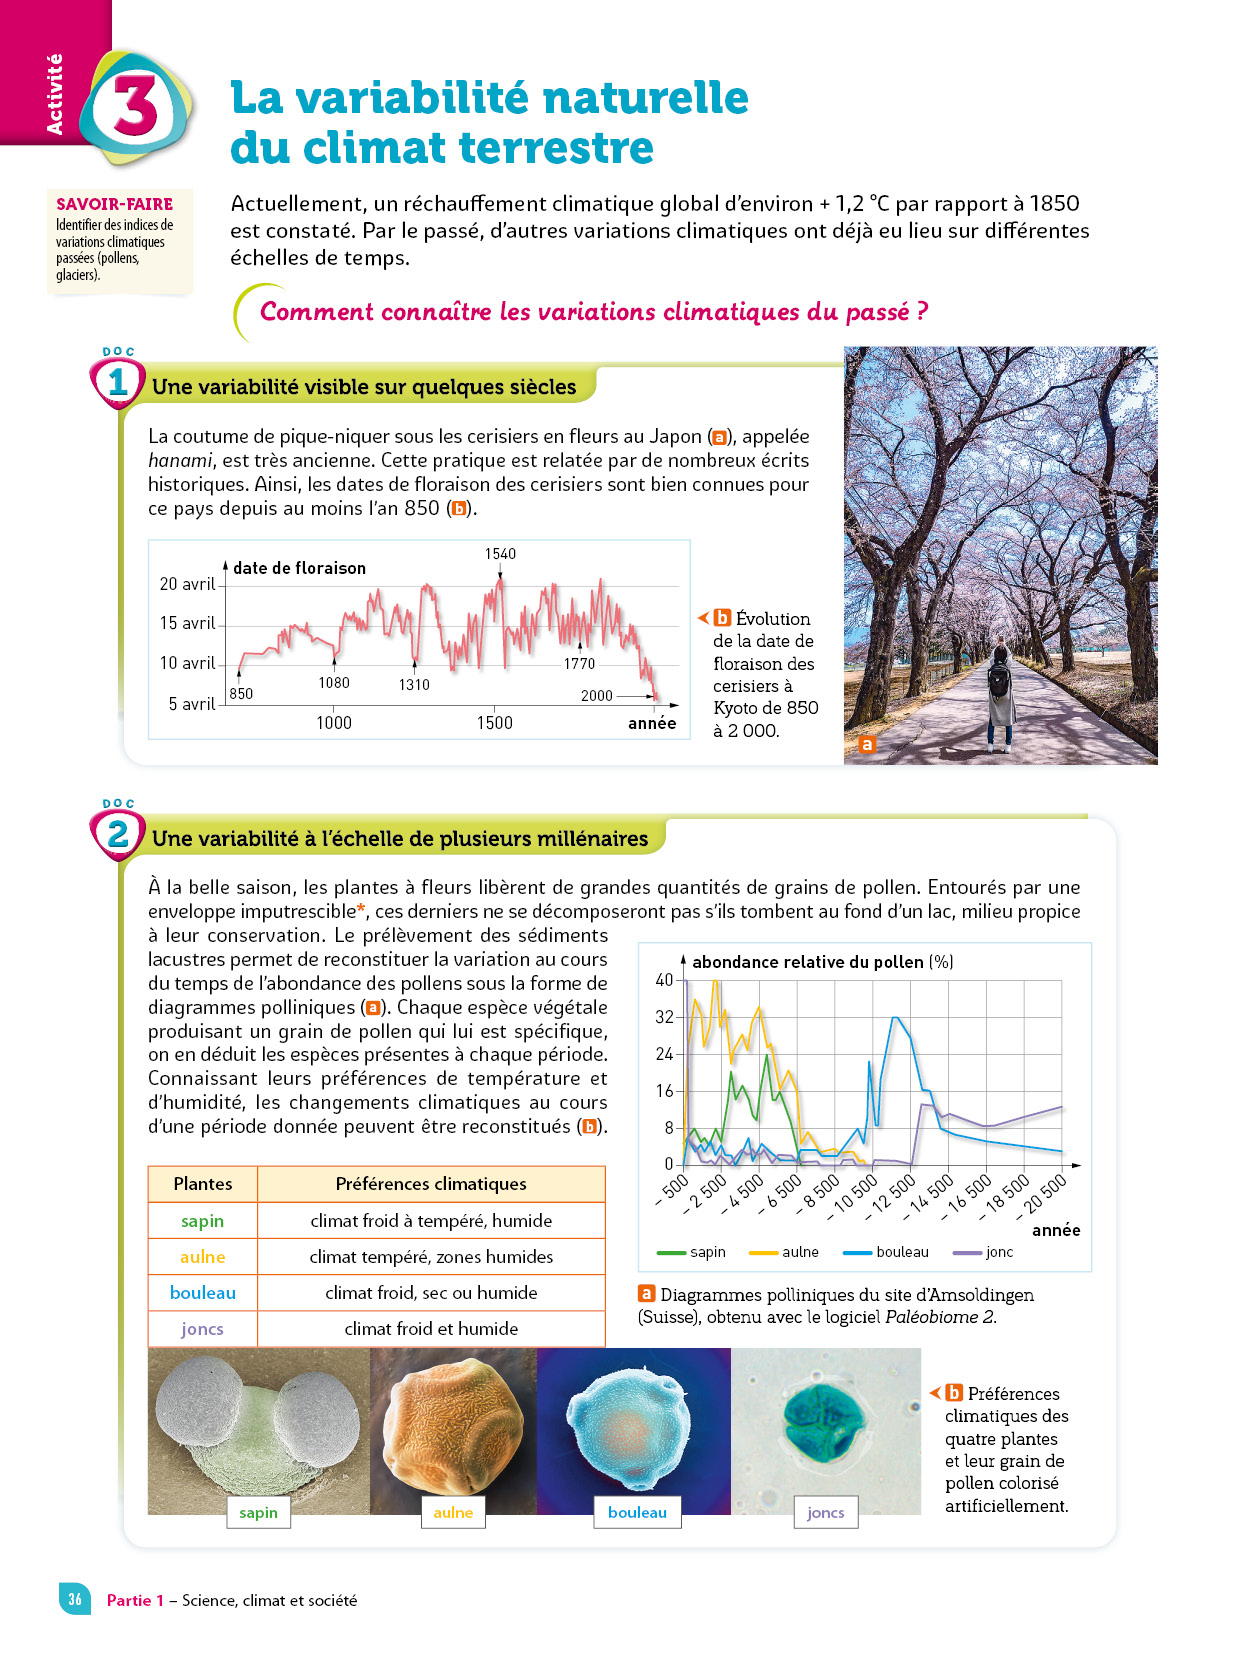 Activité
3
La variabilité naturelle
du climat terrestre
SAVOIR-FAIRE
Identifier des indices de
variations climatiques
passées (pollens,
glaciers).
Actuellement, un réchauffement climatique global d’environ + 1,2 °C par rapport à 1850
est constaté. Par le passé, d’autres variations climatiques ont déjà eu lieu sur différentes
échelles de temps.
Comment connaître les variations climatiques du passé ?
DOC
1
Une variabilité visible sur quelques siècles
La coutume de pique-niquer sous les cerisiers en fleurs au Japon (a), appelée
hanami, est très ancienne. Cette pratique est relatée par de nombreux écrits
historiques. Ainsi, les dates de floraison des cerisiers sont bien connues pour
ce pays depuis au moins l’an 850 (b).
date de floraison
20 avril
15 avril
10 avril
5 avril
850
1080
1310
1540
1770
2000
1000
1500
année
b Évolution
de la date de
floraison des
cerisiers à
Kyoto de 850
à 2 000.
a
DOC
2
Une variabilité à l’échelle de plusieurs millénaires
À la belle saison, les plantes à fleurs libèrent de grandes quantités de grains de pollen. Entourés par une
enveloppe imputrescible*, ces derniers ne se décomposeront pas s’ils tombent au fond d’un lac, milieu propice
à leur conservation. Le prélèvement des sédiments
lacustres permet de reconstituer la variation au cours
du temps de l’abondance des pollens sous la forme de
diagrammes polliniques (a). Chaque espèce végétale
produisant un grain de pollen qui lui est spécifique,
on en déduit les espèces présentes à chaque période.
Connaissant leurs préférences de température et
d’humidité, les changements climatiques au cours
d’une période donnée peuvent être reconstitués (b).
abondance relative du pollen (%)
40
32
24
16
8
0
– 500
– 2 500
– 4 500
– 6 500
– 8 500
– 10 500
– 12 500
– 14 500
– 16 500
– 18 500
– 20 500
année
sapin aulne bouleau jonc
a Diagrammes polliniques du site d’Amsoldingen
(Suisse), obtenu avec le logiciel Paléobiome 2.
Plantes Préférences climatiques
sapin climat froid à tempéré, humide
aulne climat tempéré, zones humides
bouleau climat froid, sec ou humide
joncs climat froid et humide
sapin
aulne
bouleau
joncs
b Préférences
climatiques des
quatre plantes
et leur grain de
pollen colorisé
artificiellement.
36 Partie 1 – Science, climat et société